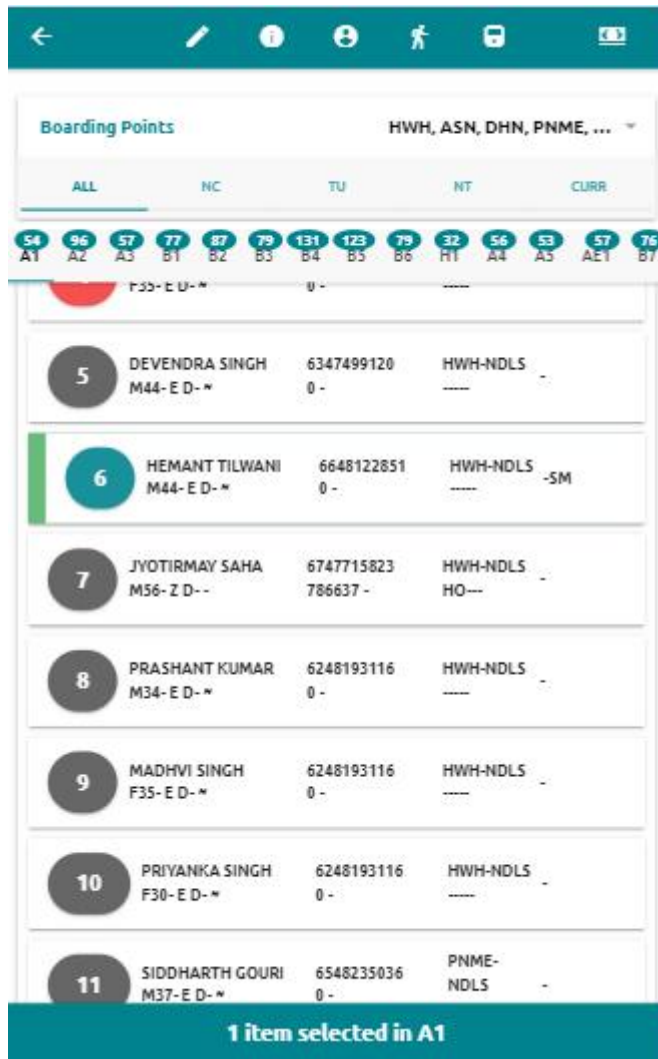 Boarding Points HWH, ASN, DHN, PNME, ...
ALL NC TU NT CURR
54 96 57 77 87 79 131 123 79 32 56 53 57 76
A1 A2 A3 B1 B2 B3 B4 B5 B6 H1 A4 A5 AE1 B7
F35- E D- ~ 0 - -----
5 DEVENDRA SINGH 6347499120 HWH-NDLS -
M44- E D- ~ 0 - -----
6 HEMANT TILWANI 6648122851 HWH-NDLS -SM
M44- E D- ~ 0 - -----
7 JYOTIRMAY SAHA 6747715823 HWH-NDLS -
M56- Z D- - 786637 - HO---
8 PRASHANT KUMAR 6248193116 HWH-NDLS -
M34- E D- ~ 0 - -----
9 MADHVI SINGH 6248193116 HWH-NDLS -
F35- E D- ~ 0 - -----
10 PRIYANKA SINGH 6248193116 HWH-NDLS -
F30- E D- ~ 0 - -----
11 SIDDHARTH GOURI 6548235036 PNME-
NDLS -
M37- E D- ~ 0 -
1 item selected in A1